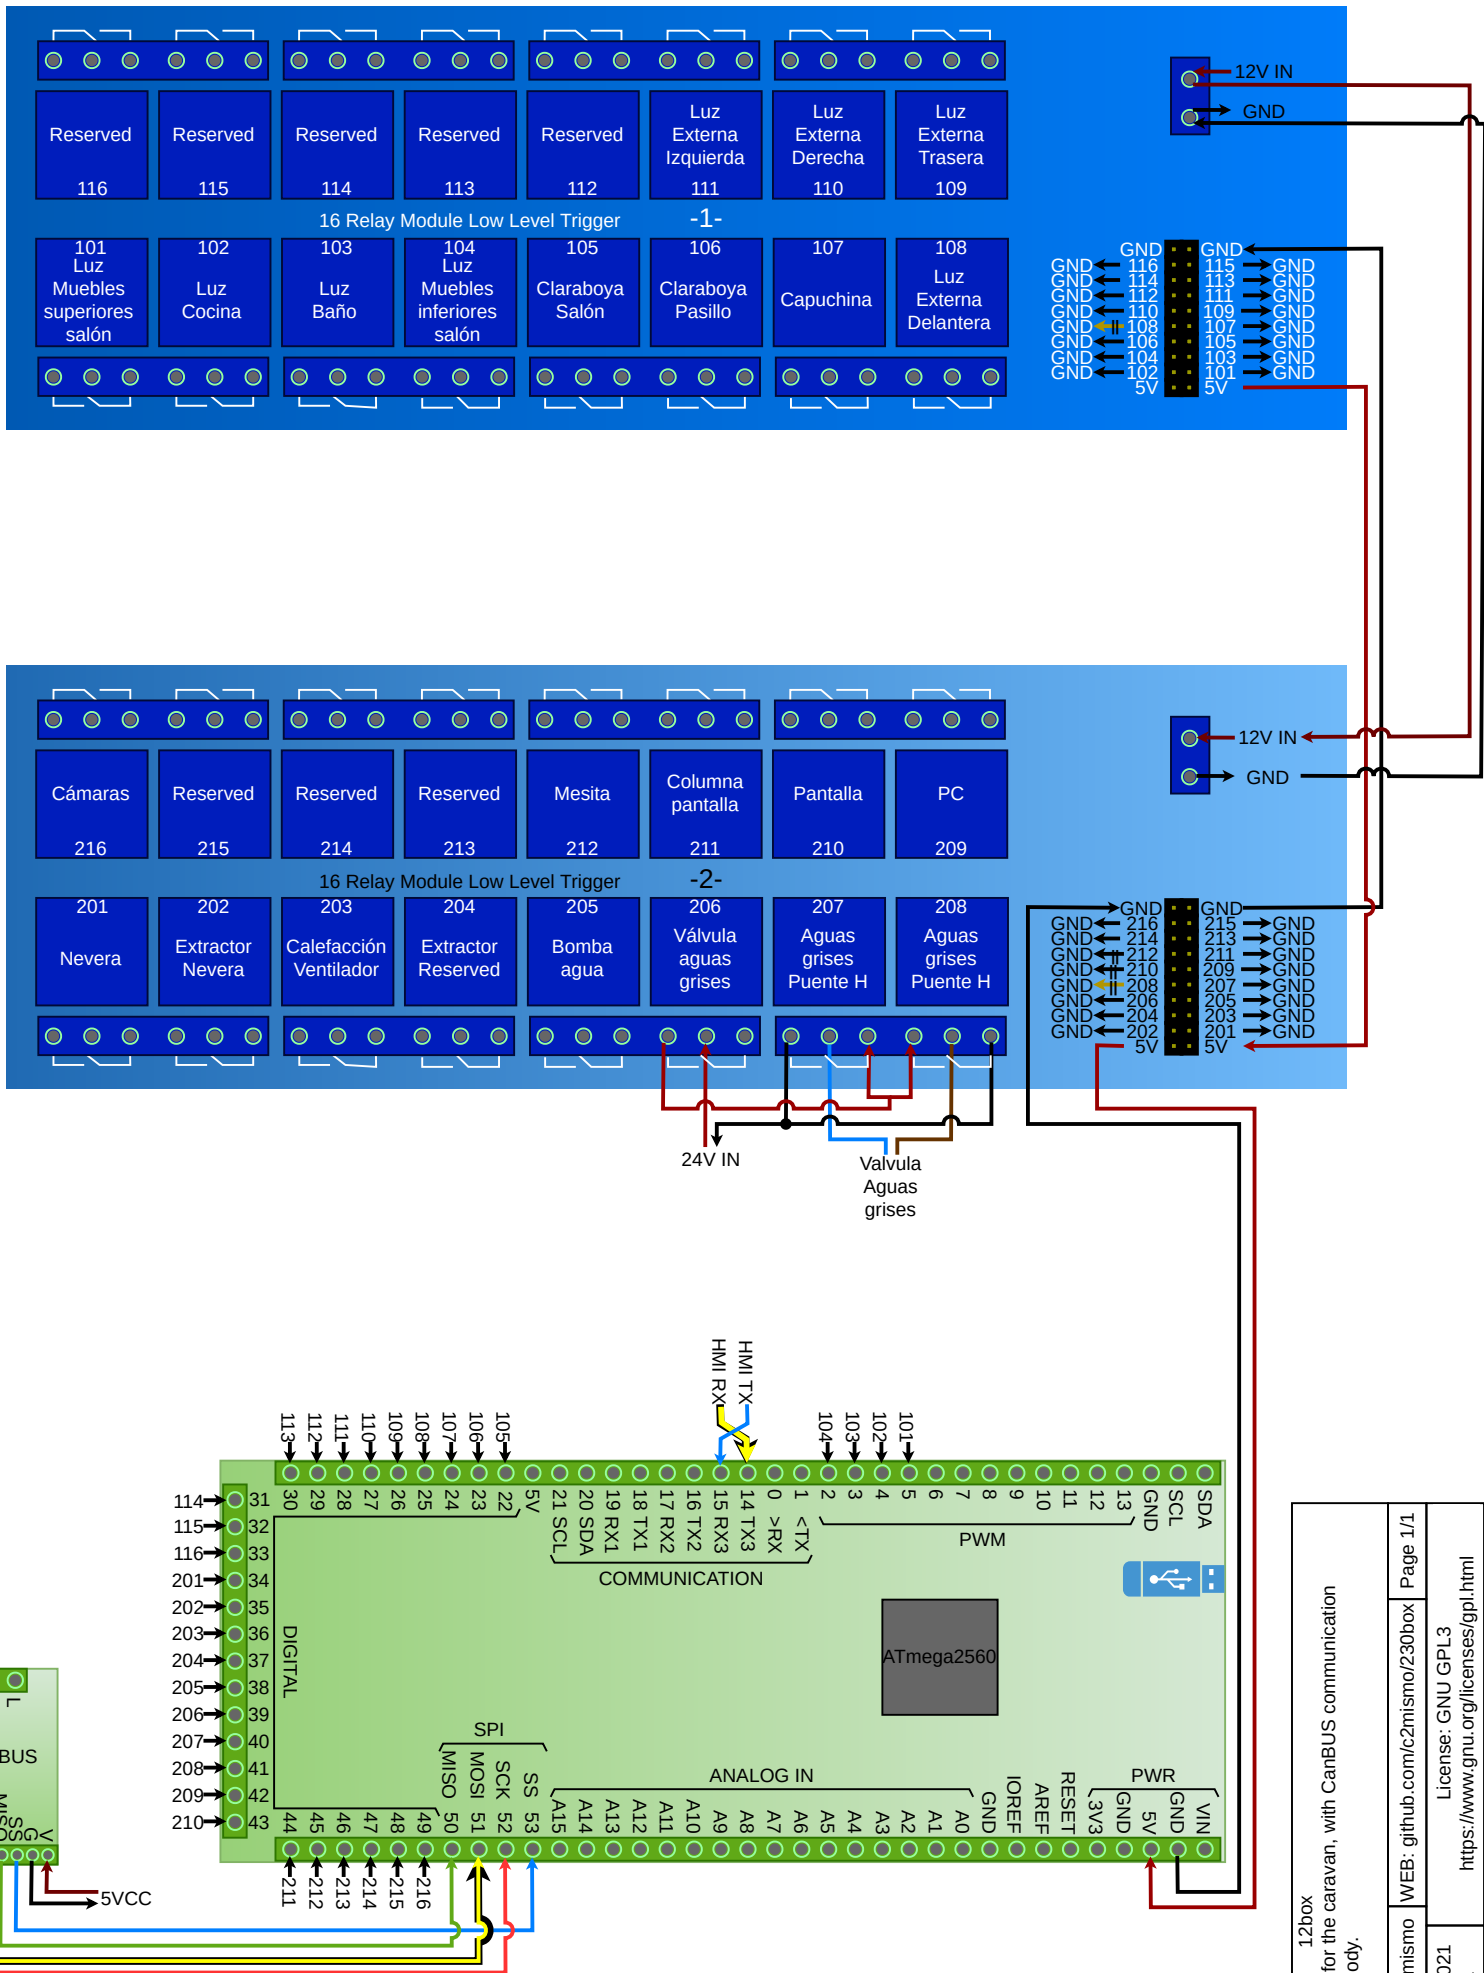 12V IN
GND
Reserved
116
Reserved
115
Reserved
114
Reserved
113
Reserved
112
Luz
Externa
Izquierda
111
Luz
Externa
Derecha
110
Luz
Externa
Trasera
109
16 Relay Module Low Level Trigger
-1-
101
Luz
Muebles
superiores
salón
102
Luz
Cocina
103
Luz
Baño
104
Luz
Muebles
inferiores
salón
105
Claraboya
Salón
106
Claraboya
Pasillo
107
Capuchina
108
Luz
Externa
Delantera
GND GND
GND 116 115 GND
GND 114 113 GND
GND 112 111 GND
GND 110 109 GND
GND 108 107 GND
GND 106 105 GND
GND 104 103 GND
GND 102 101 GND
5V 5V
12V IN
GND
Cámaras
216
Reserved
215
Reserved
214
Reserved
213
Mesita
212
Columna
pantalla
211
Pantalla
210
PC
209
16 Relay Module Low Level Trigger
-2-
201
Nevera
202
Extractor
Nevera
203
Calefacción
Ventilador
204
Extractor
Reserved
205
Bomba
agua
206
Válvula
aguas
grises
207
Aguas
grises
Puente H
208
Aguas
grises
Puente H
GND GND
GND 216 215 GND
GND 214 213 GND
GND 212 211 GND
GND 210 209 GND
GND 208 207 GND
GND 206 205 GND
GND 204 203 GND
GND 202 201 GND
5V 5V
24V IN
Valvula
Aguas
grises
HMI RX
HMI TX
113 112 111 110 109 108 107 106 105 104 103 102 101
30 29 28 27 26 25 24 23 22 5V 21 SCL 20 SDA 19 RX1 18 TX1 17 RX2 16 TX2 15 RX3 14 TX3 0 >RX 1 <TX 2 3 4 5 6 7 8 9 10 11 12 13 GND SCL SDA
PWM
COMMUNICATION
114 31
115 32
116 33
201 34
202 35
203 36
204 37
205 38
206 39
207 40
208 41
209 42
210 43
DIGITAL
ATmega2560
SPI
MISO MOSI SCK SS
ANALOG IN
PWR
44 45 46 47 48 49 50 51 52 53 A15 A14 A13 A12 A11 A10 A9 A8 A7 A6 A5 A4 A3 A2 A1 A0 GND IOREF AREF RESET 3V3 GND 5V GND VIN
211 212 213 214 215 216
L
BUS
MISO
SS
G
V
5VCC
12box
for the caravan, with CanBUS communication
ody.
mismo
WEB: github.com/c2mismo/230box
Page 1/1
021
License: GNU GPL3
https://www.gnu.org/licenses/gpl.html